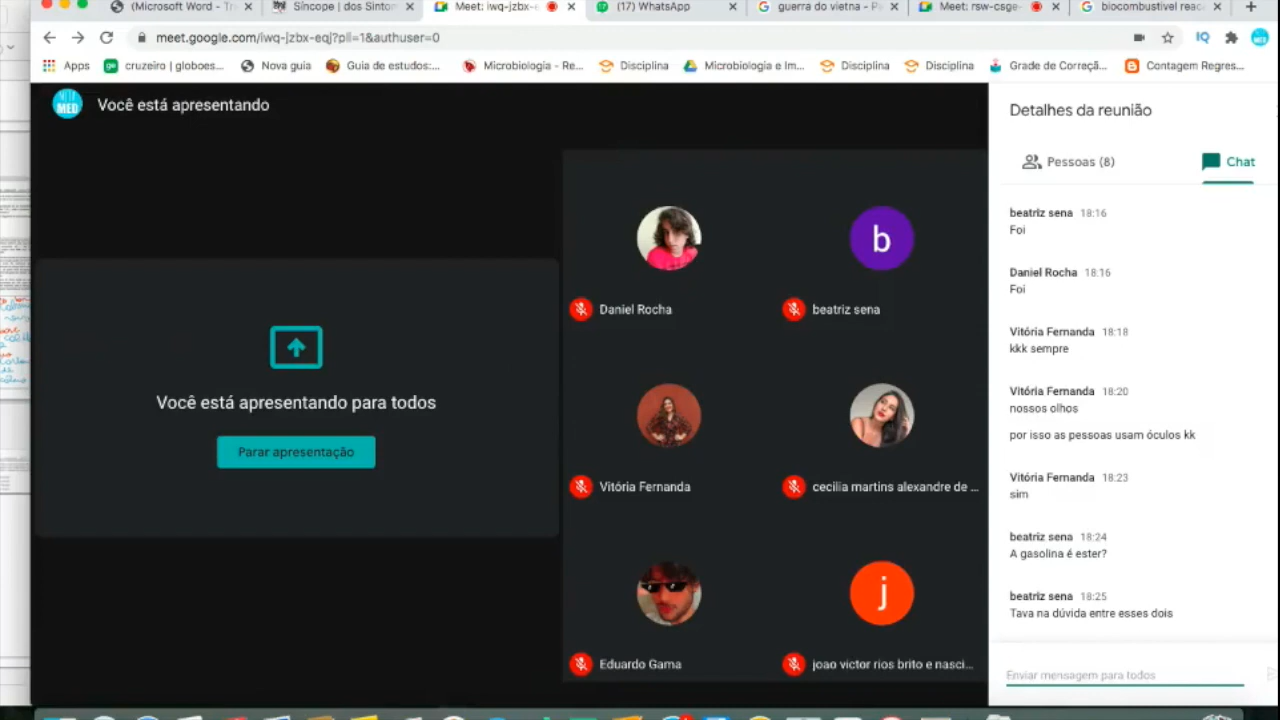 (Microsoft Word - Tr
Síncope | dos Sintom
Meet: iwq-jzbx-e
(17) WhatsApp
guerra do vietna - Pe
Meet: rsw-csge-
biocombustivel reac
meet.google.com/iwq-jzbx-eqj?pli=1&authuser=0
IQ
Apps
cruzeiro | globoes...
Nova guia
Guia de estudos:...
Microbiologia - Re...
Disciplina
Microbiologia e Im...
Disciplina
Disciplina
Grade de Correçã...
Contagem Regres...
MED
Você está apresentando
Você está apresentando para todos
Parar apresentação
Daniel Rocha
b
beatriz sena
Vitória Fernanda
cecilia martins alexandre de ...
Eduardo Gama
j
joao victor rios brito e nasci...
Detalhes da reunião
Pessoas (8)
Chat
beatriz sena 18:16
Foi
Daniel Rocha 18:16
Foi
Vitória Fernanda 18:18
kkk sempre
Vitória Fernanda 18:20
nossos olhos
por isso as pessoas usam óculos kk
Vitória Fernanda 18:23
sim
beatriz sena 18:24
A gasolina é ester?
beatriz sena 18:25
Tava na dúvida entre esses dois
Enviar mensagem para todos